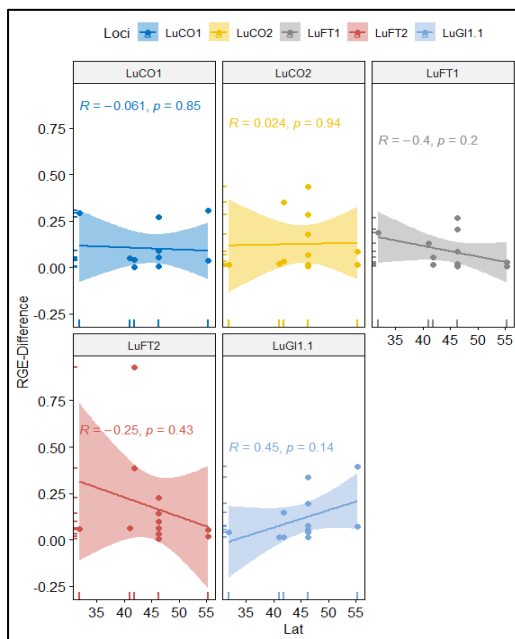 Loci LuCO1 LuCO2 LuFT1 LuFT2 LuGI1.1
LuCO1 LuCO2 LuFT1
R = −0.061, p = 0.85
R = 0.024, p = 0.94
R = −0.4, p = 0.2
0.75
0.50
0.25
0.00
-0.25
35 40 45 50 55
RGE-Difference
LuFT2 LuGI1.1
R = −0.25, p = 0.43
R = 0.45, p = 0.14
0.75
0.50
0.25
0.00
-0.25
35 40 45 50 55 35 40 45 50 55
Lat